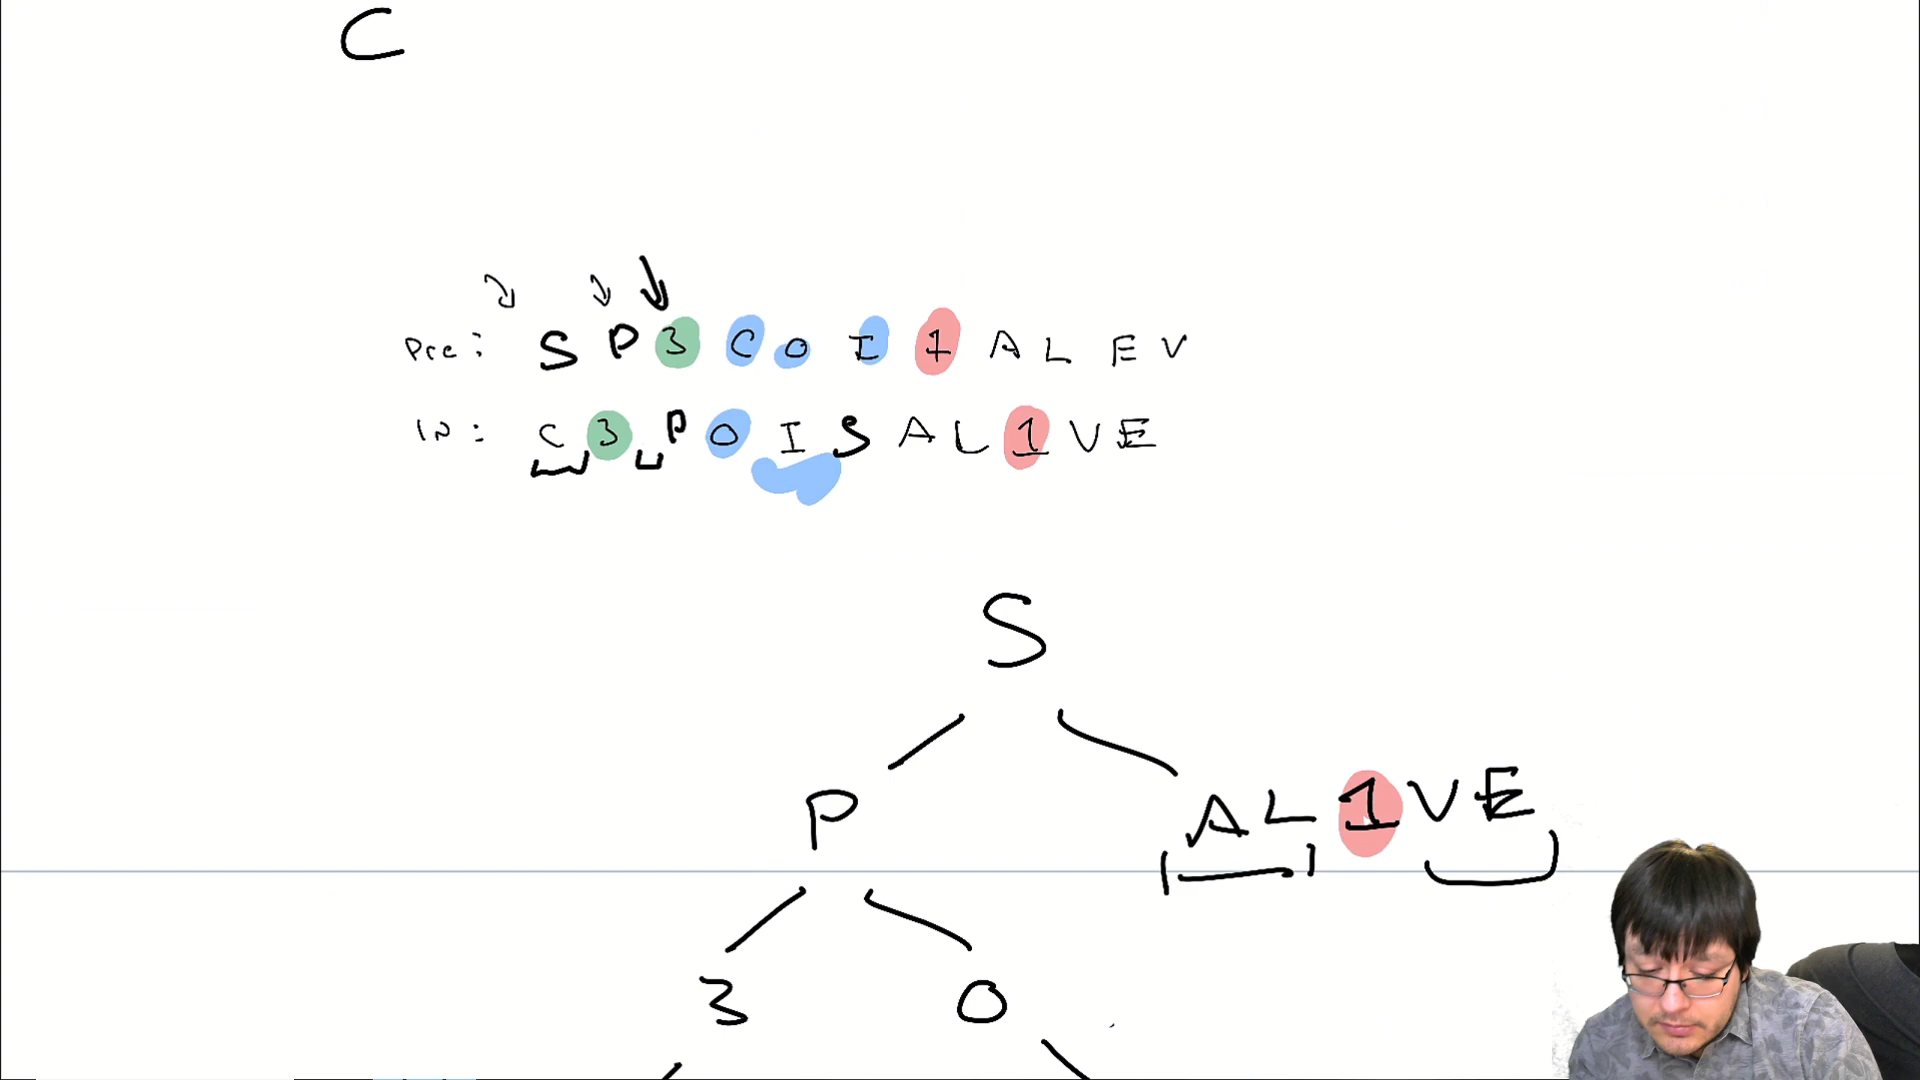 C
Pre: S P 3 C O I 1 A L E V
IN: C 3 P O I S A L 1 V E
S
P A L 1 V E
3 O